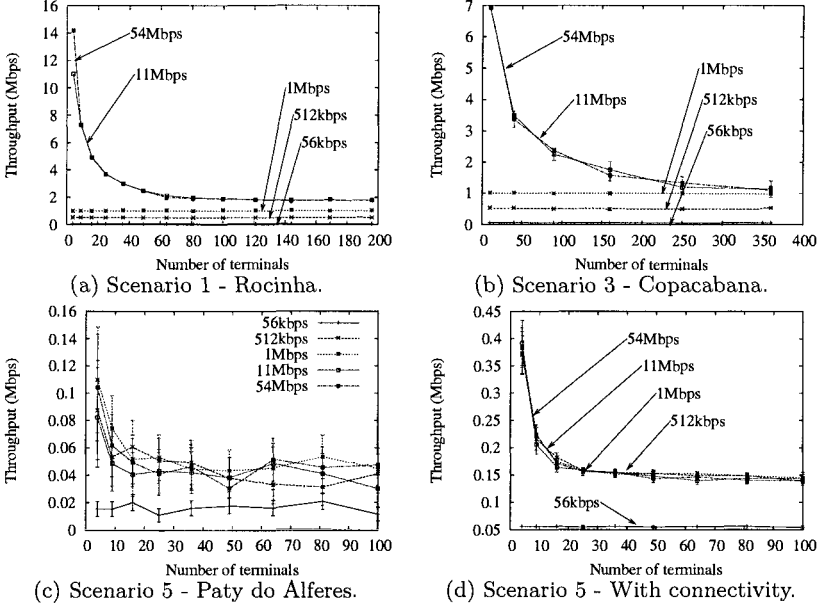 16
14
12
10
8
6
4
2
0
Throughput (Mbps)
54Mbps
11Mbps
1Mbps
512kbps
56kbps
0 20 40 60 80 100 120 140 160 180 200
Number of terminals
(a) Scenario 1 - Rocinha.
7
6
5
4
3
2
1
0
Throughput (Mbps)
54Mbps
11Mbps
1Mbps
512kbps
56kbps
0 50 100 150 200 250 300 350 400
Number of terminals
(b) Scenario 3 - Copacabana.
0.16
0.14
0.12
0.1
0.08
0.06
0.04
0.02
0
Throughput (Mbps)
56kbps
512kbps
1Mbps
11Mbps
54Mbps
0 10 20 30 40 50 60 70 80 90 100
Number of terminals
(c) Scenario 5 - Paty do Alferes.
0.45
0.4
0.35
0.3
0.25
0.2
0.15
0.1
0.05
Throughput (Mbps)
54Mbps
11Mbps
1Mbps
512kbps
56kbps
0 10 20 30 40 50 60 70 80 90 100
Number of terminals
(d) Scenario 5 - With connectivity.